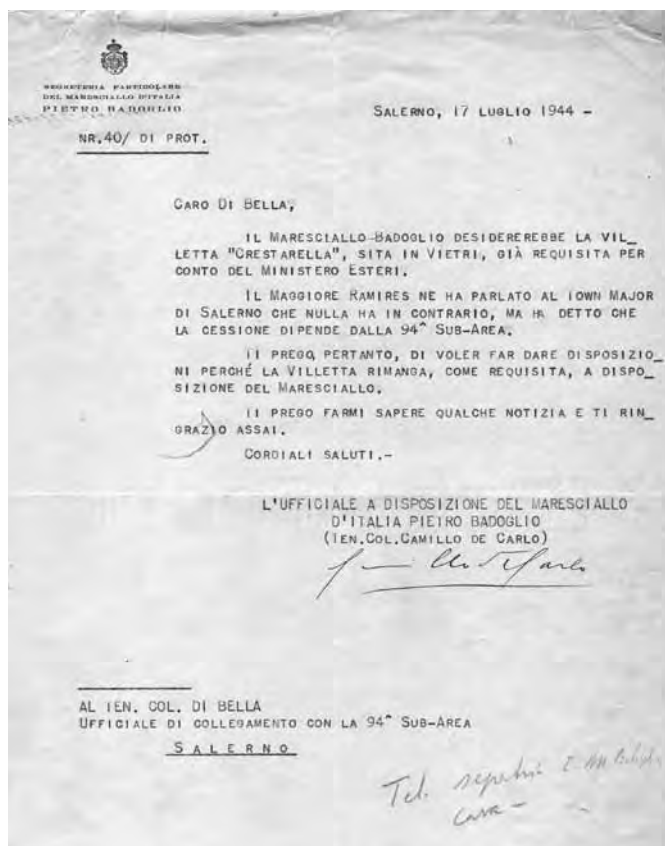 SEGRETERIA PARTICOLARE
DEL MARESCIALLO D'ITALIA
PIETRO BADOGLIO
NR.40/ DI PROT.
SALERNO, 17 LUGLIO 1944 -
CARO DI BELLA,
IL MARESCIALLO BADOGLIO DESIDEREREBBE LA VIL_
LETTA "CRESTARELLA", SITA IN VIETRI, GIÀ REQUISITA PER
CONTO DEL MINISTERO ESTERI.
IL MAGGIORE RAMIRES NE HA PARLATO AL TOWN MAJOR
DI SALERNO CHE NULLA HA IN CONTRARIO, MA HA DETTO CHE
LA CESSIONE DIPENDE DALLA 94^ SUB-AREA.
TI PREGO, PERTANTO, DI VOLER FAR DARE DISPOSIZIO_
NI PERCHÉ LA VILLETTA RIMANGA, COME REQUISITA, A DISPO_
SIZIONE DEL MARESCIALLO.
TI PREGO FARMI SAPERE QUALCHE NOTIZIA E TI RIN_
GRAZIO ASSAI.
CORDIALI SALUTI.-
L'UFFICIALE A DISPOSIZIONE DEL MARESCIALLO
D'ITALIA PIETRO BADOGLIO
(TEN.COL.CAMILLO DE CARLO)
AL TEN. COL. DI BELLA
UFFICIALE DI COLLEGAMENTO CON LA 94^ SUB-AREA
SALERNO
Tel.